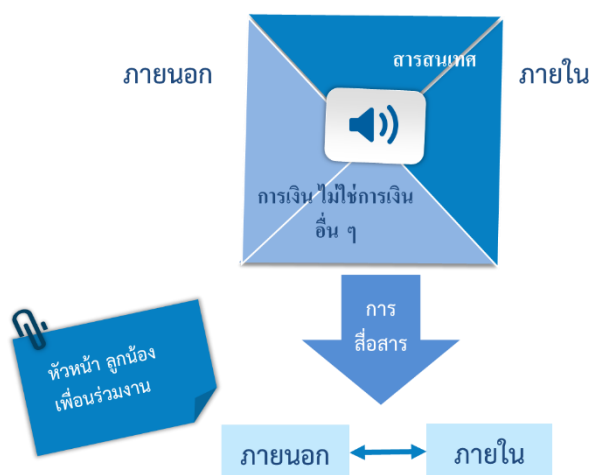 สารสนเทศ
ภายนอก
ภายใน
การเงิน ไม่ใช่การเงิน
อื่น ๆ
การ
สื่อสาร
หัวหน้า ลูกน้อง
เพื่อนร่วมงาน
ภายนอก
ภายใน